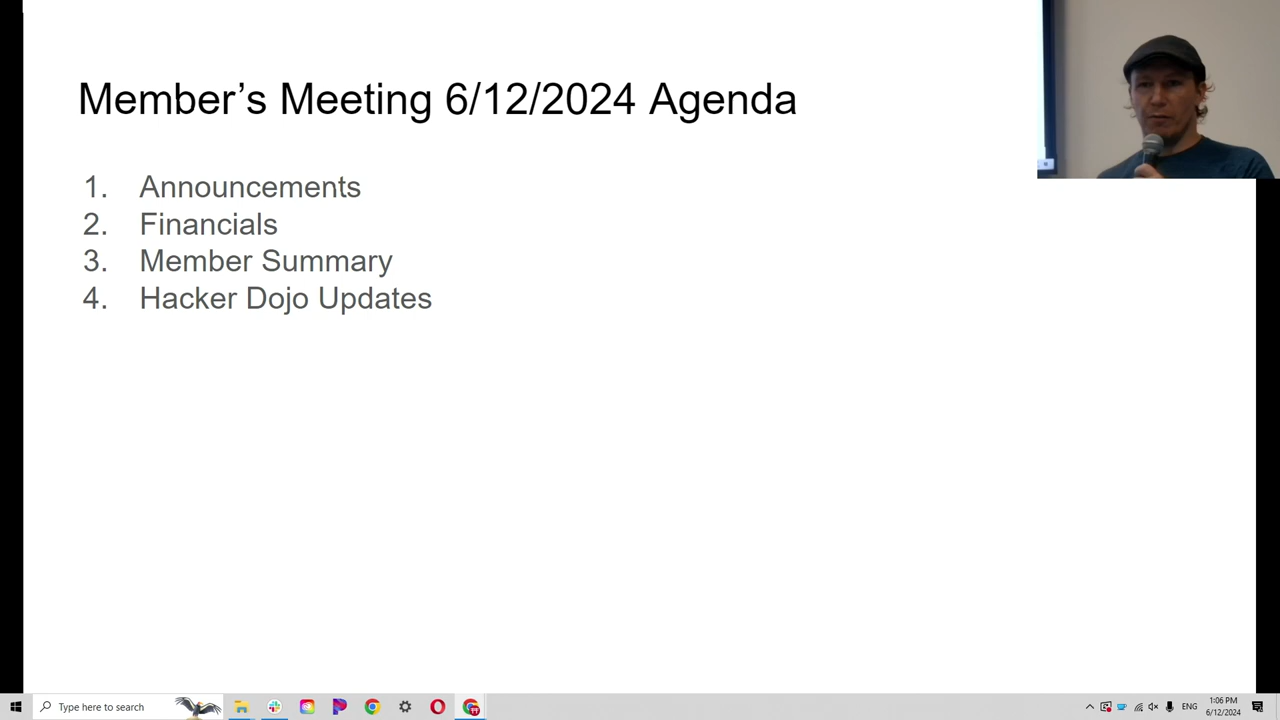 Member's Meeting 6/12/2024 Agenda
1. Announcements
2. Financials
3. Member Summary
4. Hacker Dojo Updates
Type here to search
ENG
1:06 PM
6/12/2024